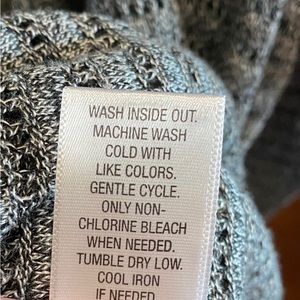 WASH INSIDE OUT.
MACHINE WASH
COLD WITH
LIKE COLORS.
GENTLE CYCLE.
ONLY NON-
CHLORINE BLEACH
WHEN NEEDED.
TUMBLE DRY LOW.
COOL IRON
IF NEEDED